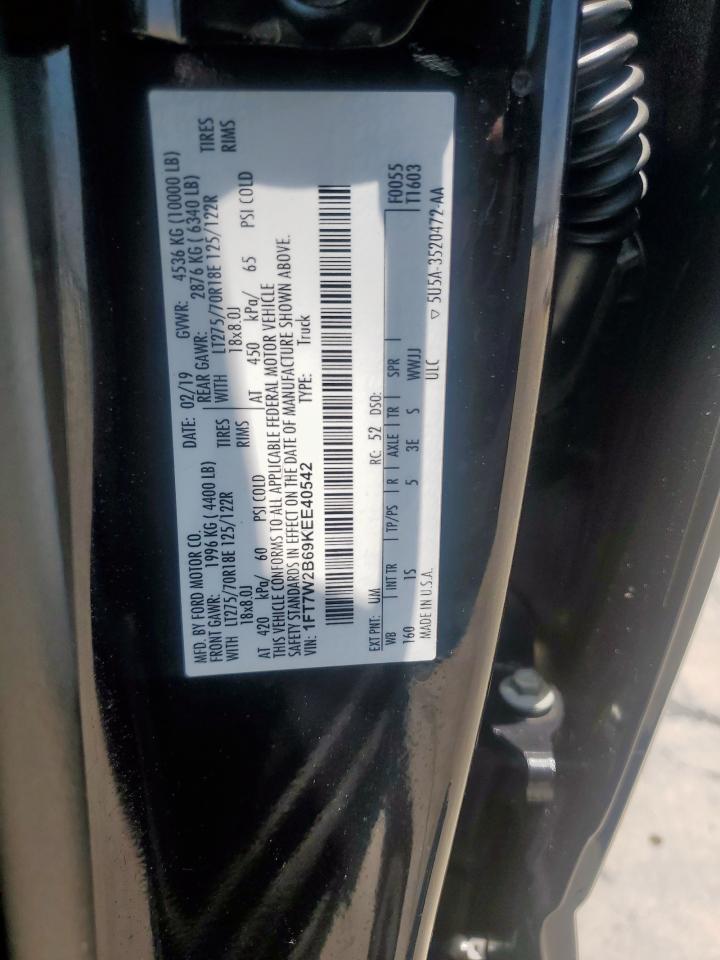 MFD. BY FORD MOTOR CO.
DATE: 02/19 GVWR: 4536 KG (10000 LB)
FRONT GAWR: 1996 KG ( 4400 LB) REAR GAWR: 2876 KG ( 6340 LB)
WITH LT275/70R18E 125/122R TIRES WITH LT275/70R18E 125/122R TIRES
18x8.0J RIMS 18x8.0J RIMS
AT 420 kPa/ 60 PSI COLD AT 450 kPa/ 65 PSI COLD
THIS VEHICLE CONFORMS TO ALL APPLICABLE FEDERAL MOTOR VEHICLE
SAFETY STANDARDS IN EFFECT ON THE DATE OF MANUFACTURE SHOWN ABOVE.
VIN: 1FT7W2B69KEE40542 TYPE: Truck
EXT PNT: UM RC: 52 DSO: F0055
WB INT TR TP/PS R AXLE TR SPR T1603
160 1S 5 3E S WWJJ
MADE IN U.S.A. ULC ▽ 5U5A-3520472-AA